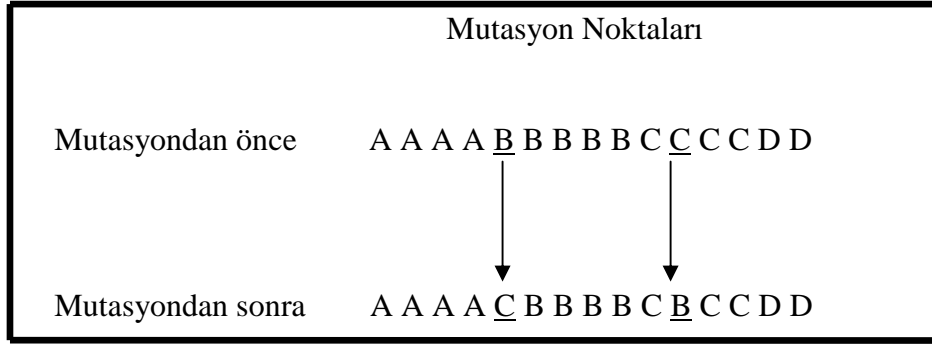 Mutasyon Noktaları
Mutasyondan önce A A A A B B B B B C C C C D D
Mutasyondan sonra A A A A C B B B B C B C C D D